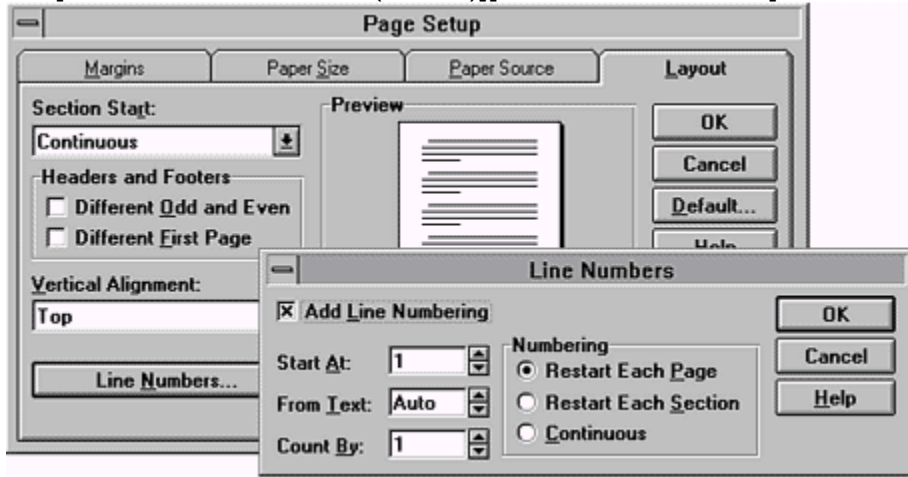 Page Setup
Margins
Paper Size
Paper Source
Layout
Section Start:
Continuous
Headers and Footers
Different Odd and Even
Different First Page
Vertical Alignment:
Top
Line Numbers...
Preview
OK
Cancel
Default...
Help
Line Numbers
Add Line Numbering
Start At: 1
From Text: Auto
Count By: 1
Numbering
Restart Each Page
Restart Each Section
Continuous
OK
Cancel
Help